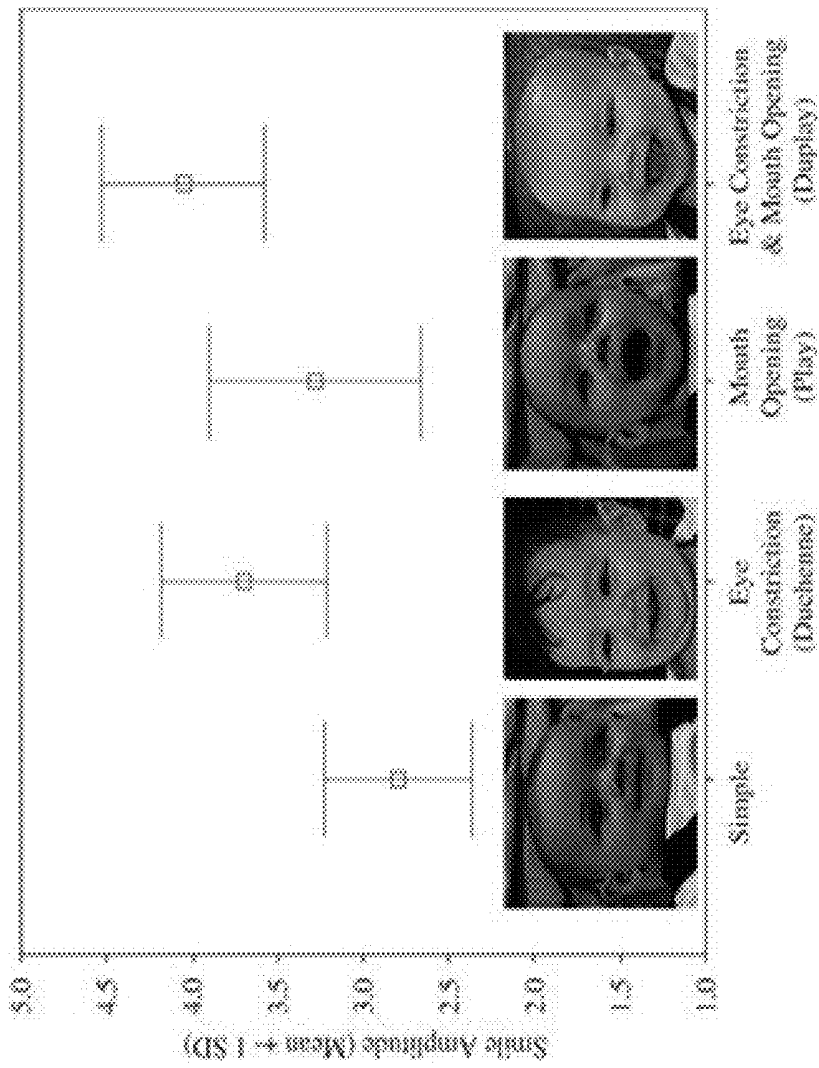 Smile Amplitude (Mean +- 1 SD)
5.0
4.5
4.0
3.5
3.0
2.5
2.0
1.5
1.0
Simple
Eye
Constriction
(Duchenne)
Mouth
Opening
(Play)
Eye Constriction
& Mouth Opening
(Duplay)